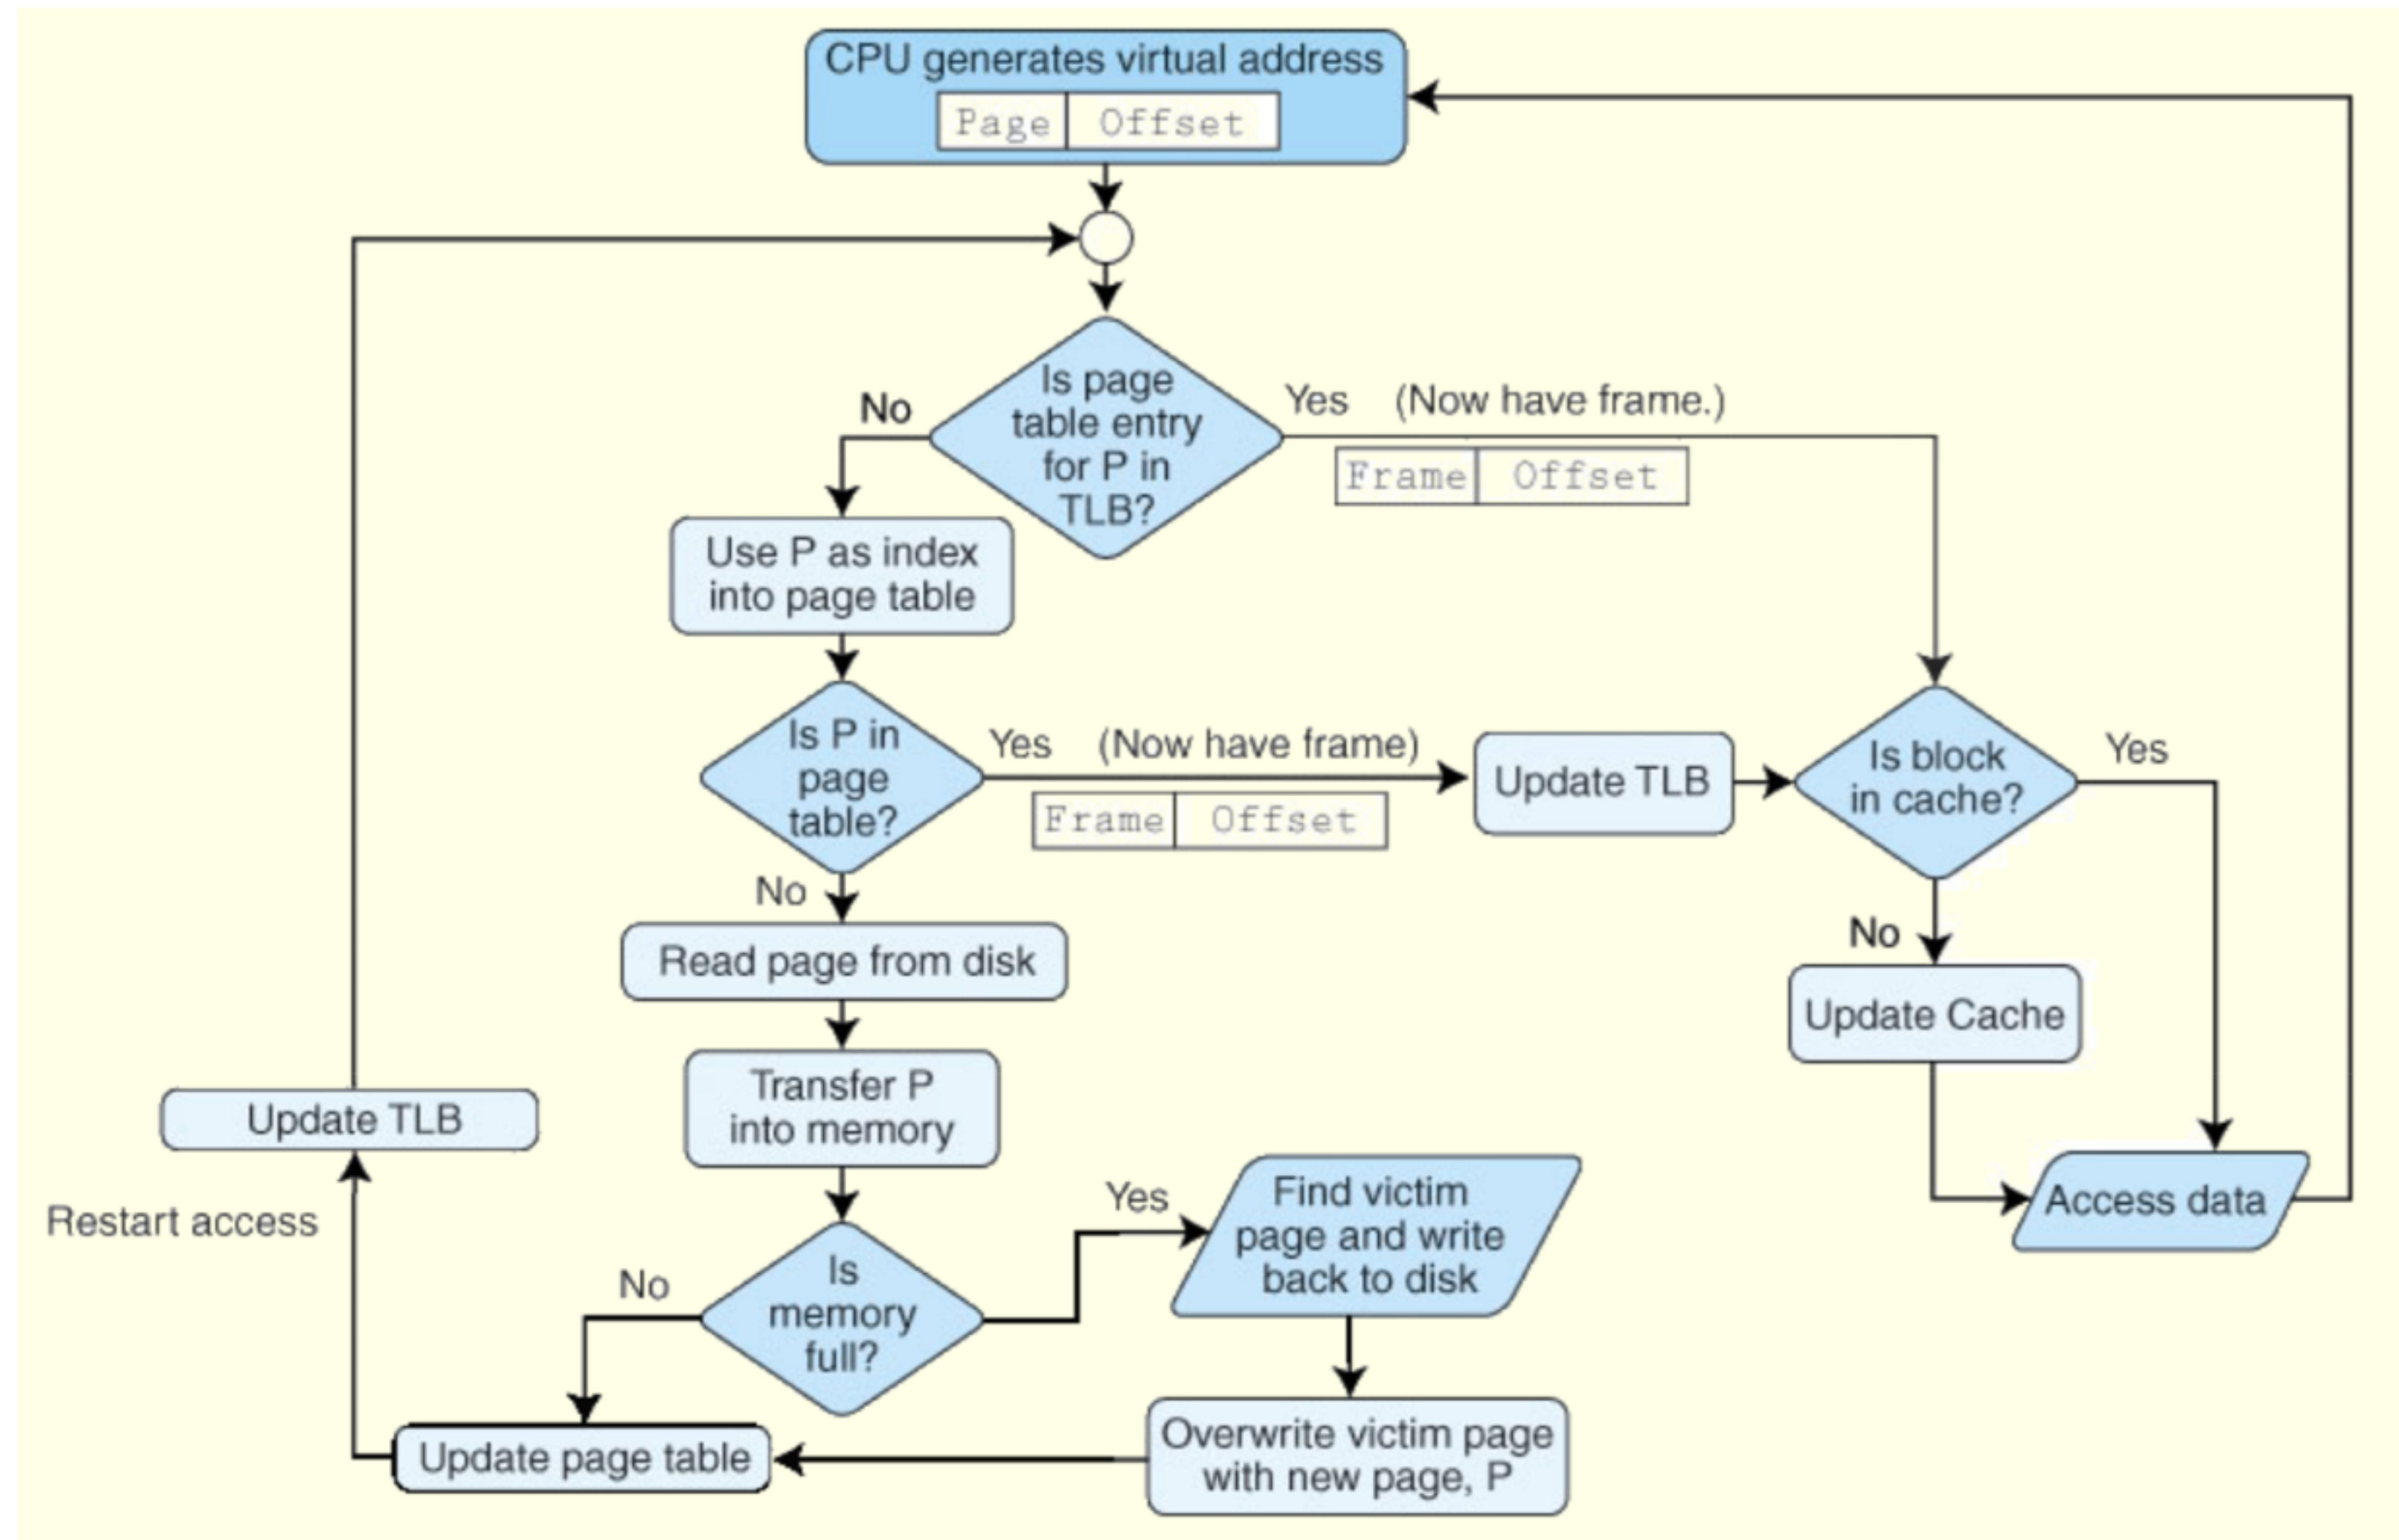 CPU generates virtual address
Page Offset
Is page
table entry
for P in
TLB?
No
Yes (Now have frame.)
Frame Offset
Use P as index
into page table
Is P in
page
table?
Yes (Now have frame)
Frame Offset
Update TLB
Is block
in cache?
Yes
No
Update Cache
Access data
No
Read page from disk
Transfer P
into memory
Is
memory
full?
Yes
Find victim
page and write
back to disk
Overwrite victim page
with new page, P
No
Update page table
Restart access
Update TLB